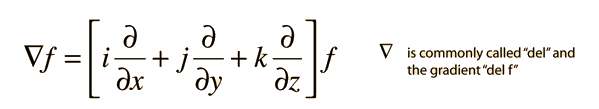 ∇f = [i ∂/∂x + j ∂/∂y + k ∂/∂z] f
∇ is commonly called "del" and
the gradient "del f"